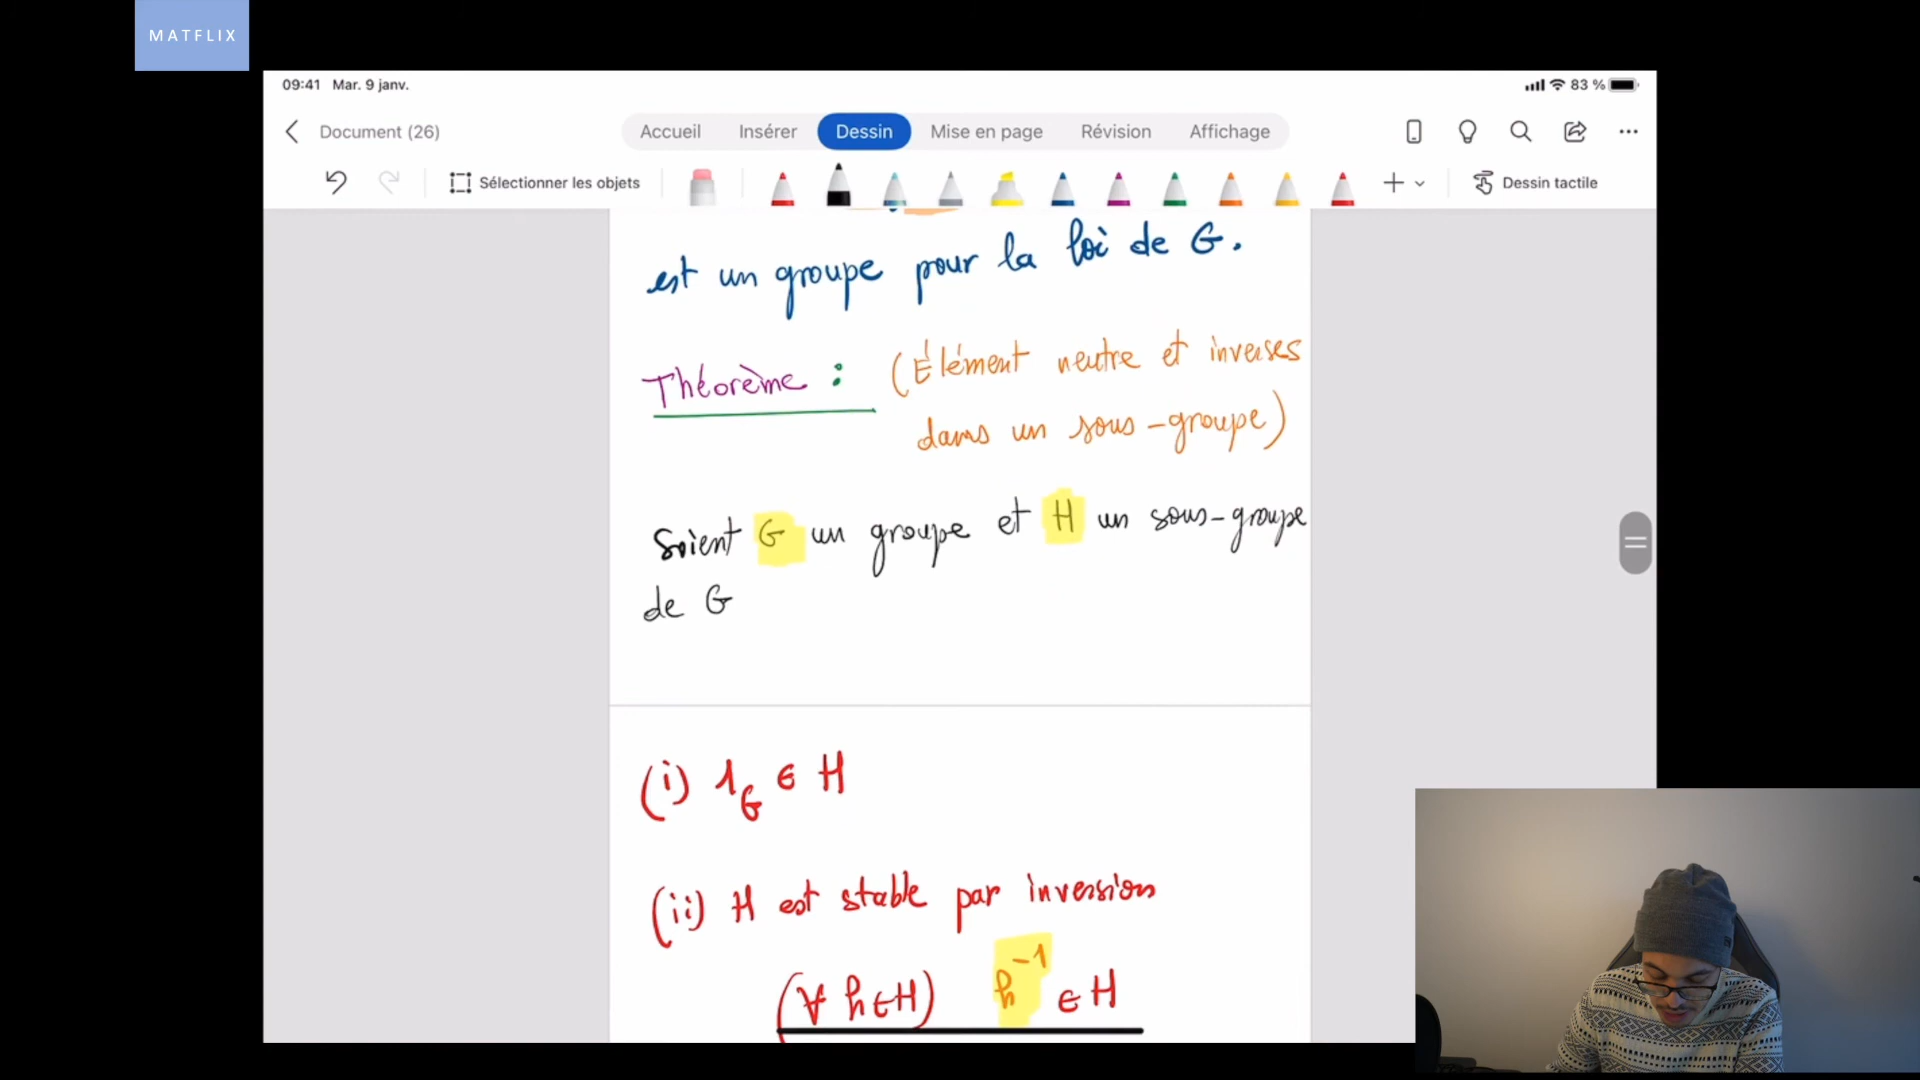 MATFLIX
09:41 Mar. 9 janv.
83 %
Document (26)
Accueil Insérer Dessin Mise en page Révision Affichage
Sélectionner les objets
Dessin tactile
est un groupe pour la loi de G.
Théorème : (Élément neutre et inverses
dans un sous-groupe)
Soient G un groupe et H un sous-groupe
de G
(i) 1_G ∈ H
(ii) H est stable par inversion
(∀ h ∈ H) h⁻¹ ∈ H